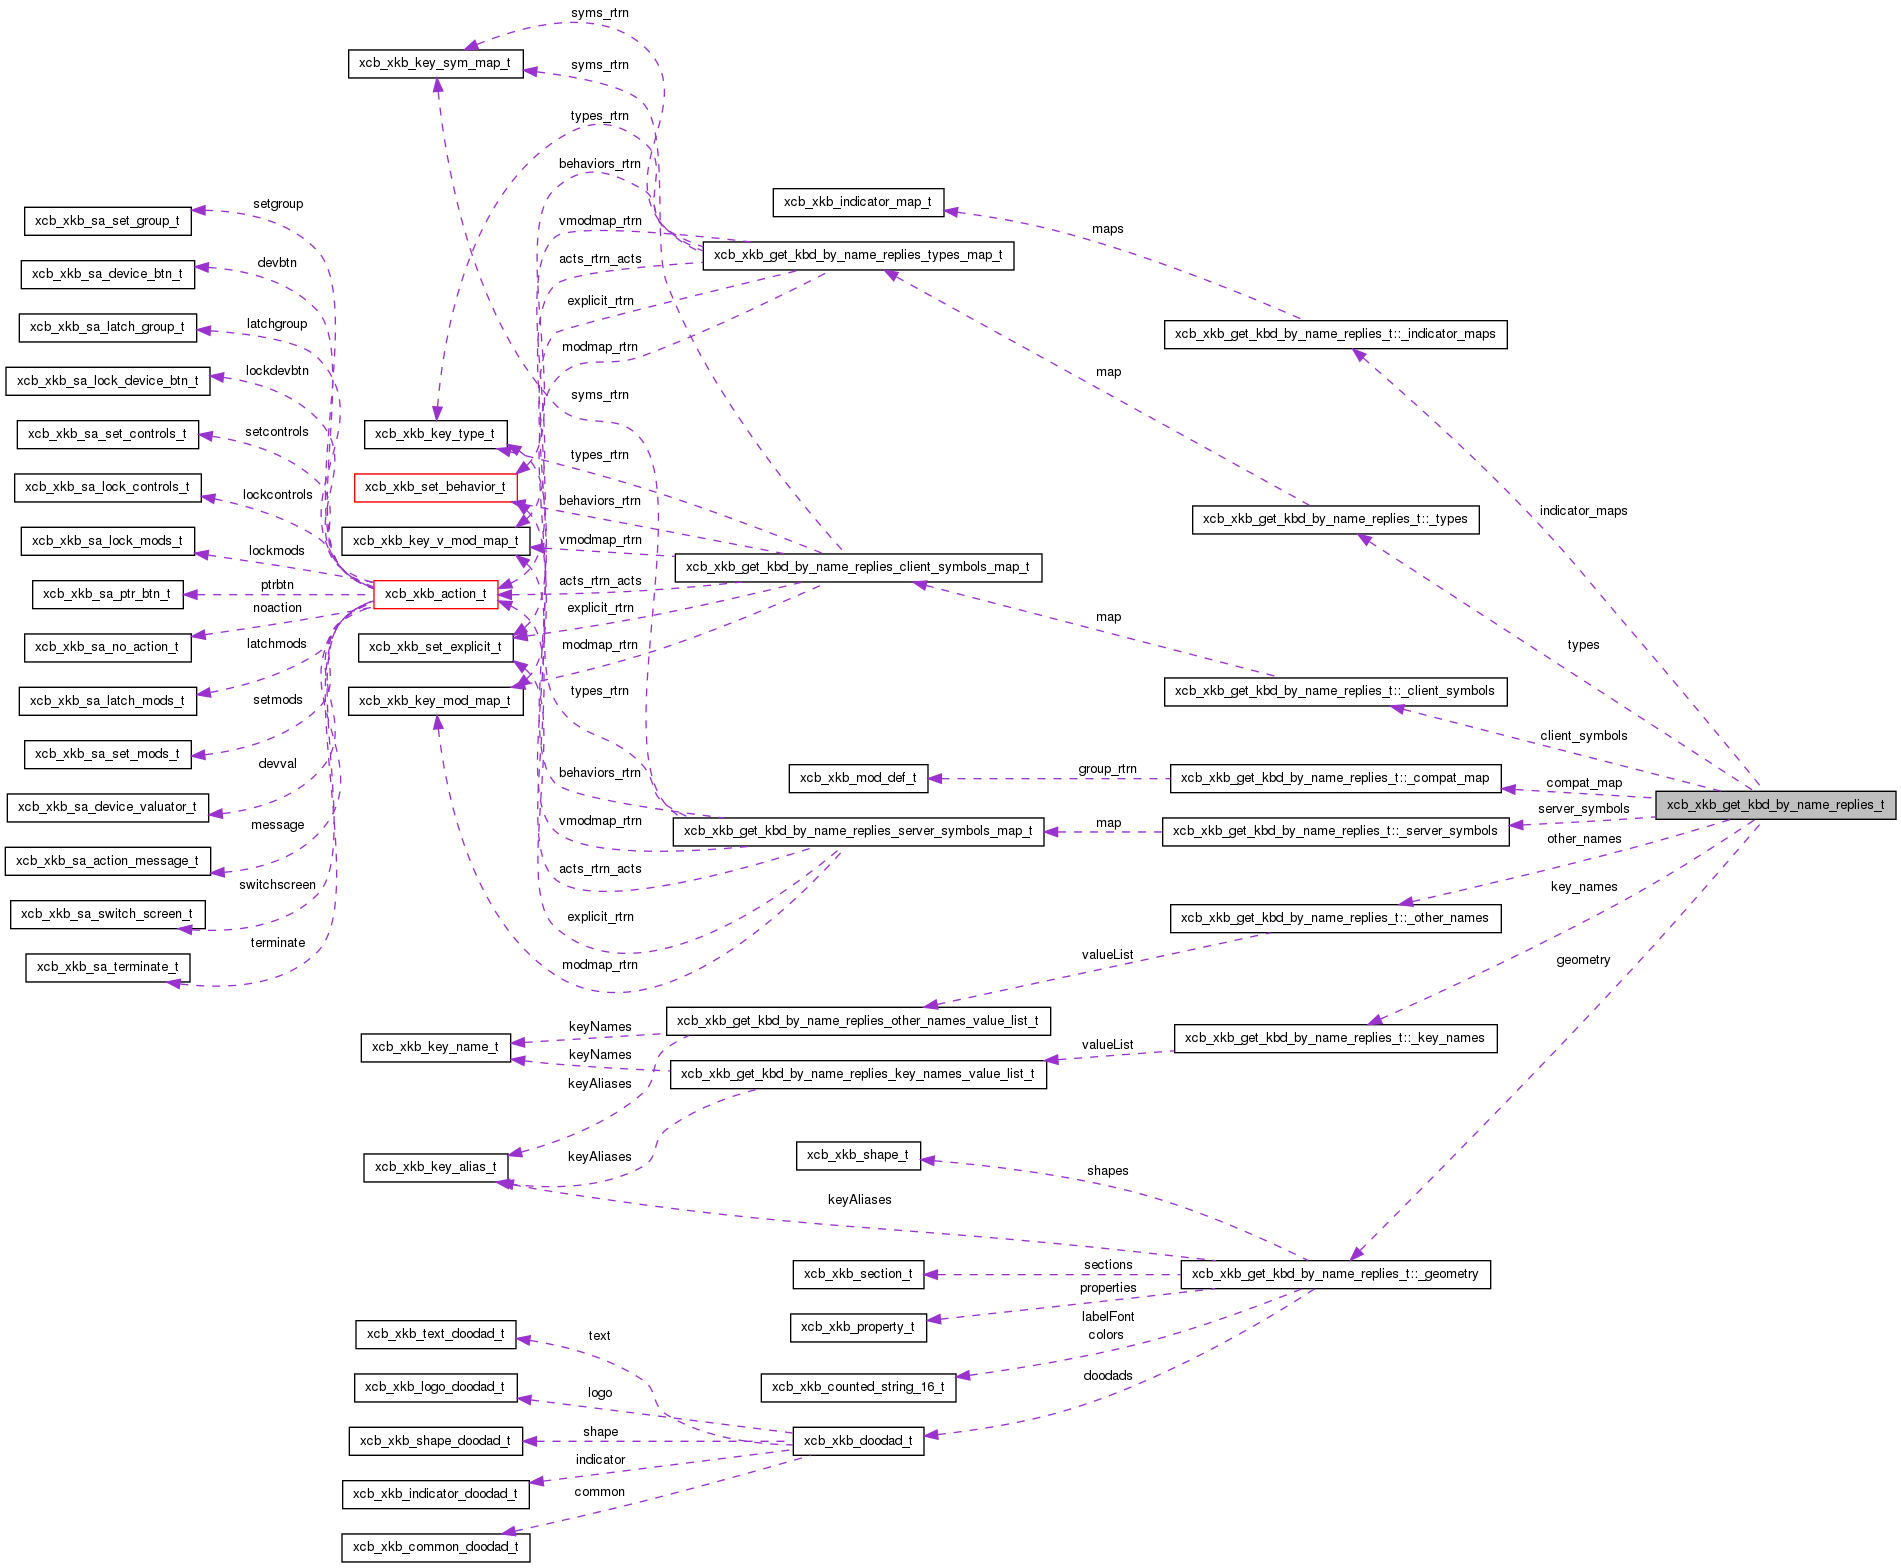 syms_rtrn
xcb_xkb_key_sym_map_t
syms_rtrn
types_rtrn
behaviors_rtrn
xcb_xkb_indicator_map_t
setgroup
xcb_xkb_sa_set_group_t
vmodmap_rtrn
maps
xcb_xkb_get_kbd_by_name_replies_types_map_t
devbtn
acts_rtrn_acts
xcb_xkb_sa_device_btn_t
explicit_rtrn
latchgroup
xcb_xkb_sa_latch_group_t
xcb_xkb_get_kbd_by_name_replies_t::_indicator_maps
modmap_rtrn
lockdevbtn
map
xcb_xkb_sa_lock_device_btn_t
syms_rtrn
setcontrols
xcb_xkb_sa_set_controls_t
xcb_xkb_key_type_t
types_rtrn
xcb_xkb_sa_lock_controls_t
xcb_xkb_set_behavior_t
lockcontrols
behaviors_rtrn
indicator_maps
xcb_xkb_get_kbd_by_name_replies_t::_types
xcb_xkb_sa_lock_mods_t
xcb_xkb_key_v_mod_map_t
vmodmap_rtrn
lockmods
xcb_xkb_get_kbd_by_name_replies_client_symbols_map_t
acts_rtrn_acts
ptrbtn
xcb_xkb_sa_ptr_btn_t
xcb_xkb_action_t
noaction
explicit_rtrn
map
latchmods
modmap_rtrn
types
xcb_xkb_sa_no_action_t
xcb_xkb_set_explicit_t
types_rtrn
xcb_xkb_get_kbd_by_name_replies_t::_client_symbols
xcb_xkb_sa_latch_mods_t
setmods
xcb_xkb_key_mod_map_t
client_symbols
xcb_xkb_sa_set_mods_t
devval
behaviors_rtrn
group_rtrn
xcb_xkb_mod_def_t
xcb_xkb_get_kbd_by_name_replies_t::_compat_map
compat_map
xcb_xkb_sa_device_valuator_t
xcb_xkb_get_kbd_by_name_replies_t
server_symbols
message
vmodmap_rtrn
map
xcb_xkb_get_kbd_by_name_replies_server_symbols_map_t
xcb_xkb_get_kbd_by_name_replies_t::_server_symbols
other_names
xcb_xkb_sa_action_message_t
acts_rtrn_acts
switchscreen
key_names
xcb_xkb_sa_switch_screen_t
explicit_rtrn
xcb_xkb_get_kbd_by_name_replies_t::_other_names
terminate
valueList
geometry
xcb_xkb_sa_terminate_t
modmap_rtrn
xcb_xkb_get_kbd_by_name_replies_other_names_value_list_t
keyNames
xcb_xkb_key_name_t
xcb_xkb_get_kbd_by_name_replies_t::_key_names
valueList
keyNames
xcb_xkb_get_kbd_by_name_replies_key_names_value_list_t
keyAliases
keyAliases
xcb_xkb_shape_t
xcb_xkb_key_alias_t
shapes
keyAliases
sections
xcb_xkb_section_t
xcb_xkb_get_kbd_by_name_replies_t::_geometry
properties
xcb_xkb_property_t
labelFont
colors
xcb_xkb_text_doodad_t
text
doodads
xcb_xkb_counted_string_16_t
xcb_xkb_logo_doodad_t
logo
shape
xcb_xkb_shape_doodad_t
xcb_xkb_doodad_t
indicator
xcb_xkb_indicator_doodad_t
common
xcb_xkb_common_doodad_t